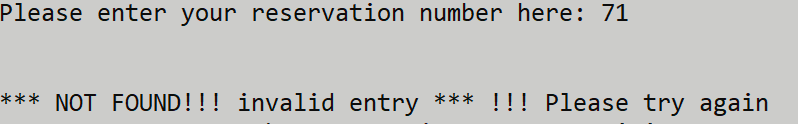 Please enter your reservation number here: 71
*** NOT FOUND!!! invalid entry *** !!! Please try again